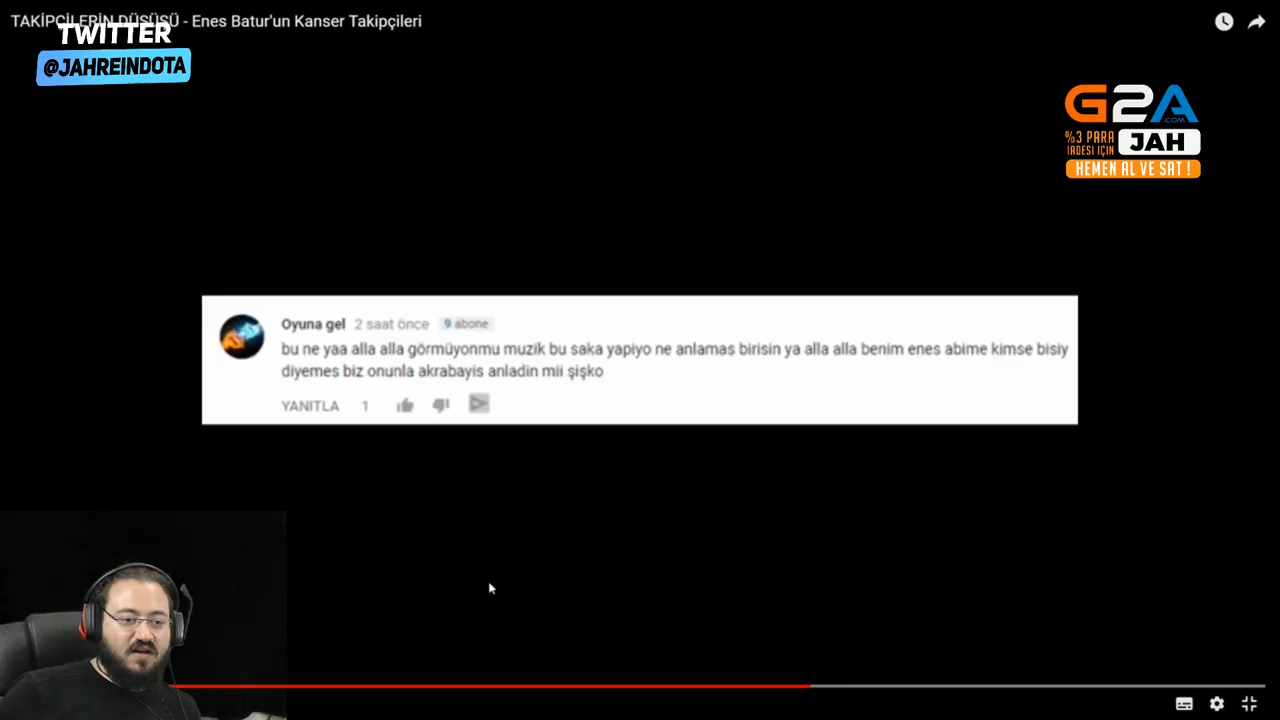 TAKİPÇİLERİN DÜŞÜŞÜ - Enes Batur'un Kanser Takipçileri
TWITTER
@JAHREINDOTA
G2A
.COM
%3 PARA
İADESİ İÇİN
JAH
HEMEN AL VE SAT !
Oyuna gel 2 saat önce 9 abone
bu ne yaa alla alla görmüyonmu muzik bu saka yapiyo ne anlamas birisin ya alla alla benim enes abime kimse bisiy
diyemes biz onunla akrabayis anladin mii şişko
YANITLA 1